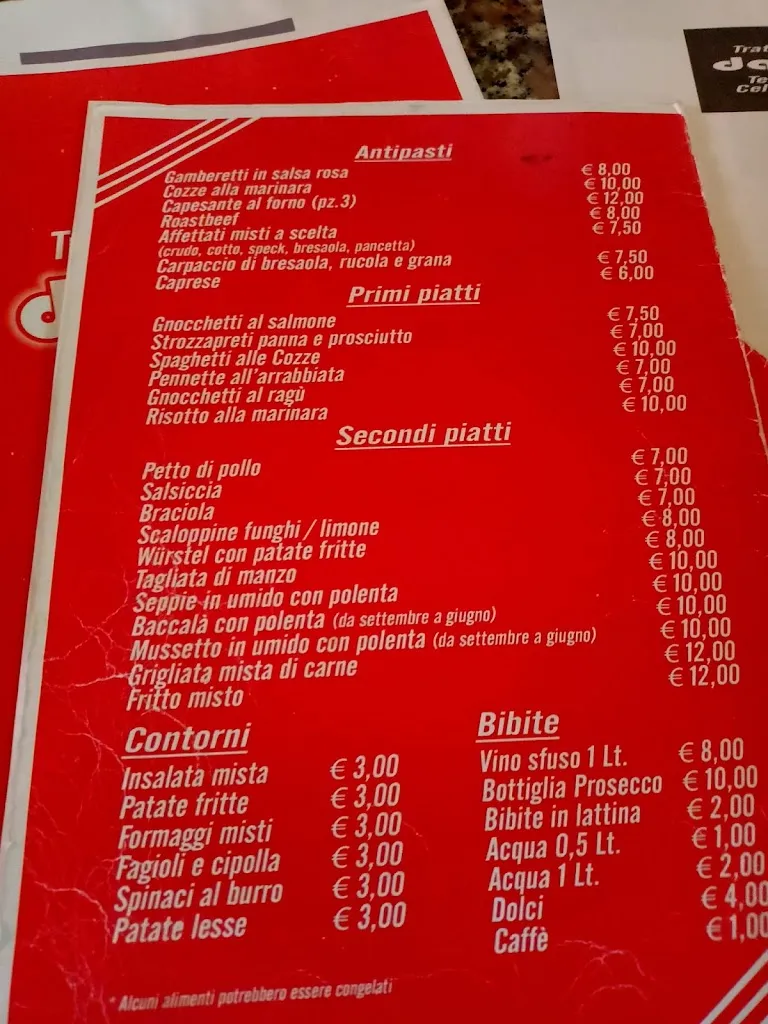 Antipasti
Gamberetti in salsa rosa € 8,00
Cozze alla marinara € 10,00
Capesante al forno (pz.3) € 12,00
Roastbeef € 8,00
Affettati misti a scelta € 7,50
(crudo, cotto, speck, bresaola, pancetta)
Carpaccio di bresaola, rucola e grana € 7,50
Caprese € 6,00
Primi piatti
Gnocchetti al salmone € 7,50
Strozzapreti panna e prosciutto € 7,00
Spaghetti alle Cozze € 10,00
Pennette all'arrabbiata € 7,00
Gnocchetti al ragù € 7,00
Risotto alla marinara € 10,00
Secondi piatti
Petto di pollo € 7,00
Salsiccia € 7,00
Braciola € 7,00
Scaloppine funghi / limone € 8,00
Würstel con patate fritte € 8,00
Tagliata di manzo € 10,00
Seppie in umido con polenta € 10,00
Baccalà con polenta (da settembre a giugno) € 10,00
Mussetto in umido con polenta (da settembre a giugno) € 10,00
Grigliata mista di carne € 12,00
Fritto misto € 12,00
Contorni
Insalata mista € 3,00
Patate fritte € 3,00
Formaggi misti € 3,00
Fagioli e cipolla € 3,00
Spinaci al burro € 3,00
Patate lesse € 3,00
Bibite
Vino sfuso 1 Lt. € 8,00
Bottiglia Prosecco € 10,00
Bibite in lattina € 2,00
Acqua 0,5 Lt. € 1,00
Acqua 1 Lt. € 2,00
Dolci € 4,00
Caffè € 1,00
* Alcuni alimenti potrebbero essere congelati